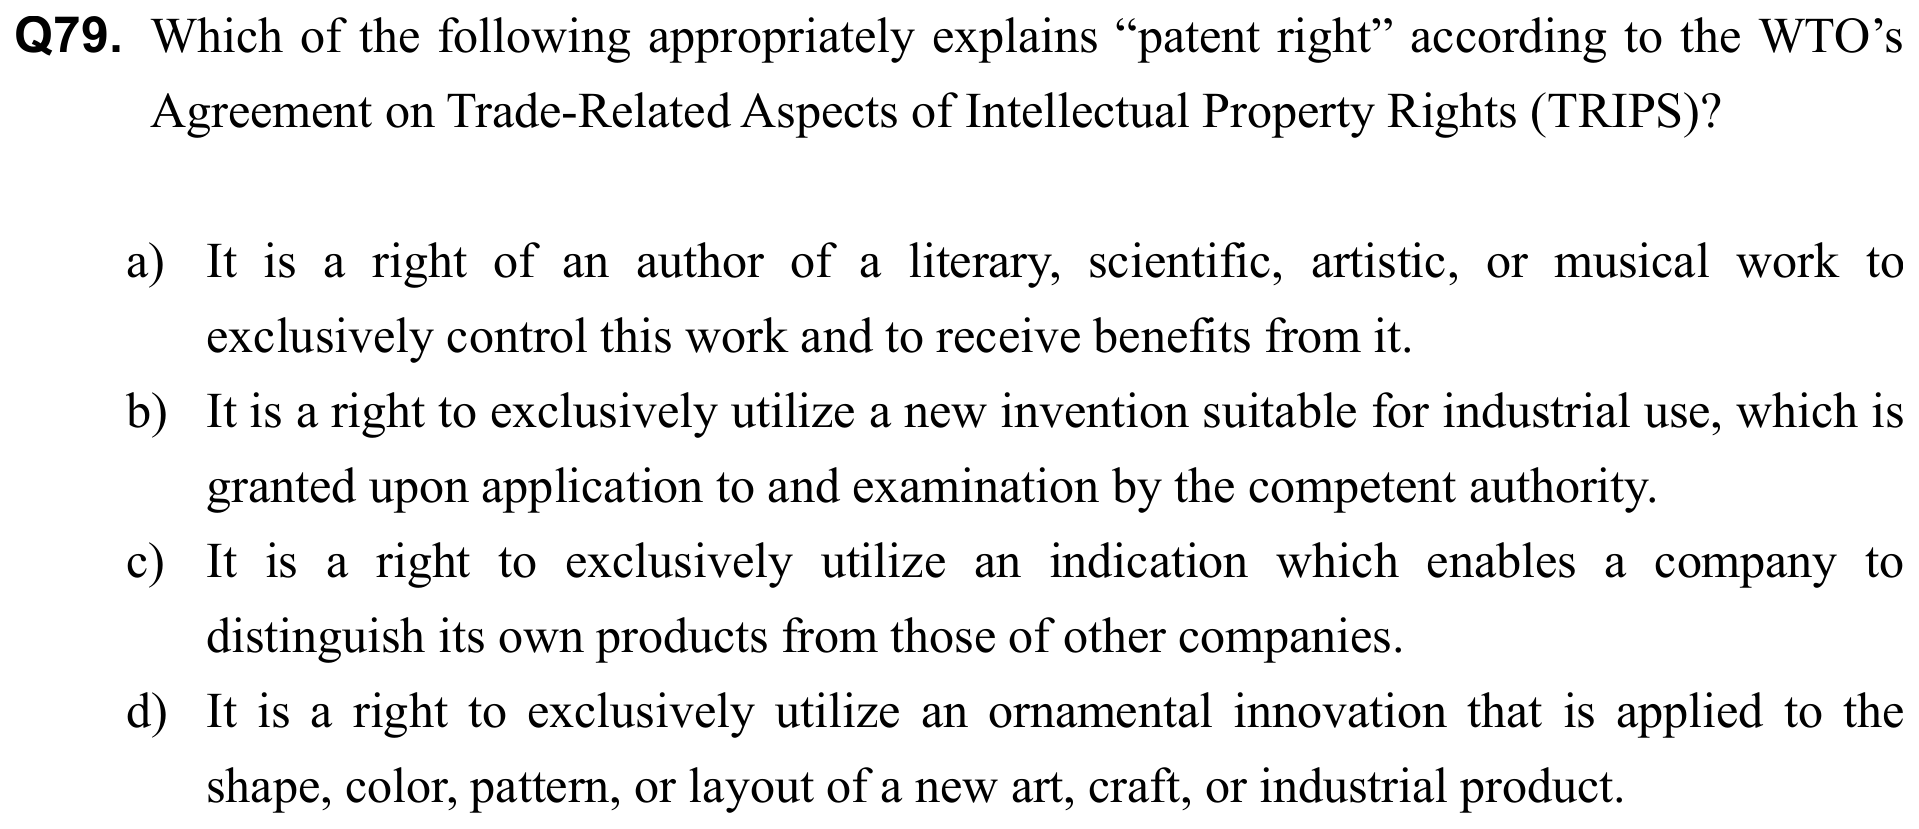 Q79. Which of the following appropriately explains “patent right” according to the WTO’s
Agreement on Trade-Related Aspects of Intellectual Property Rights (TRIPS)?
a) It is a right of an author of a literary, scientific, artistic, or musical work to
exclusively control this work and to receive benefits from it.
b) It is a right to exclusively utilize a new invention suitable for industrial use, which is
granted upon application to and examination by the competent authority.
c) It is a right to exclusively utilize an indication which enables a company to
distinguish its own products from those of other companies.
d) It is a right to exclusively utilize an ornamental innovation that is applied to the
shape, color, pattern, or layout of a new art, craft, or industrial product.